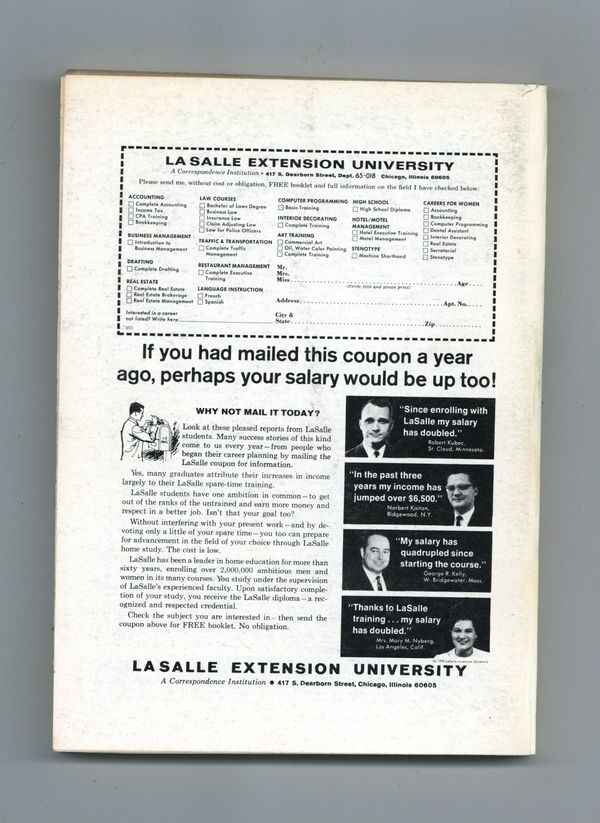 LA SALLE EXTENSION UNIVERSITY
A Correspondence Institution • 417 S. Dearborn Street, Dept. 65-018 Chicago, Illinois 60605
Please send me, without cost or obligation, FREE booklet and full information on the field I have checked below:
ACCOUNTING
Complete Accounting
Income Tax
CPA Training
Bookkeeping
BUSINESS MANAGEMENT
Introduction to
Business Management
DRAFTING
Complete Drafting
REAL ESTATE
Complete Real Estate
Real Estate Brokerage
Real Estate Management
Interested in a career
not listed? Write here:
LAW COURSES
Bachelor of Laws Degree
Business Law
Insurance Law
Claim Adjusting Law
Law for Police Officers
TRAFFIC & TRANSPORTATION
Complete Traffic
Management
RESTAURANT MANAGEMENT
Complete Executive
Training
LANGUAGE INSTRUCTION
French
Spanish
COMPUTER PROGRAMMING
Basic Training
INTERIOR DECORATING
Complete Training
ART TRAINING
Commercial Art
Oil, Water Color Painting
Complete Training
HIGH SCHOOL
High School Diploma
HOTEL/MOTEL
MANAGEMENT
Hotel Executive Training
Motel Management
STENOTYPE
Machine Shorthand
CAREERS FOR WOMEN
Accounting
Bookkeeping
Computer Programming
Dental Assistant
Interior Decorating
Real Estate
Secretarial
Stenotype
Mr.
Mrs.
Miss Age
(Circle title and please print)
Address Apt. No.
City &
State Zip
If you had mailed this coupon a year
ago, perhaps your salary would be up too!
WHY NOT MAIL IT TODAY?
Look at these pleased reports from LaSalle
students. Many success stories of this kind
come to us every year—from people who
began their career planning by mailing the
LaSalle coupon for information.
Yes, many graduates attribute their increases in income
largely to their LaSalle spare-time training.
LaSalle students have one ambition in common—to get
out of the ranks of the untrained and earn more money and
respect in a better job. Isn't that your goal too?
Without interfering with your present work—and by de-
voting only a little of your spare time—you too can prepare
for advancement in the field of your choice through LaSalle
home study. The cost is low.
LaSalle has been a leader in home education for more than
sixty years, enrolling over 2,000,000 ambitious men and
women in its many courses. You study under the supervision
of LaSalle's experienced faculty. Upon satisfactory comple-
tion of your study, you receive the LaSalle diploma—a rec-
ognized and respected credential.
Check the subject you are interested in—then send the
coupon above for FREE booklet. No obligation.
"Since enrolling with
LaSalle my salary
has doubled."
Robert Kubec,
St. Cloud, Minnesota.
"In the past three
years my income has
jumped over $6,500."
Norbert Kaitan,
Ridgewood, N.Y.
"My salary has
quadrupled since
starting the course."
George R. Kelly,
W. Bridgewater, Mass.
"Thanks to LaSalle
training . . . my salary
has doubled."
Mrs. Mary M. Nyberg,
Los Angeles, Calif.
LA SALLE EXTENSION UNIVERSITY
A Correspondence Institution • 417 S. Dearborn Street, Chicago, Illinois 60605